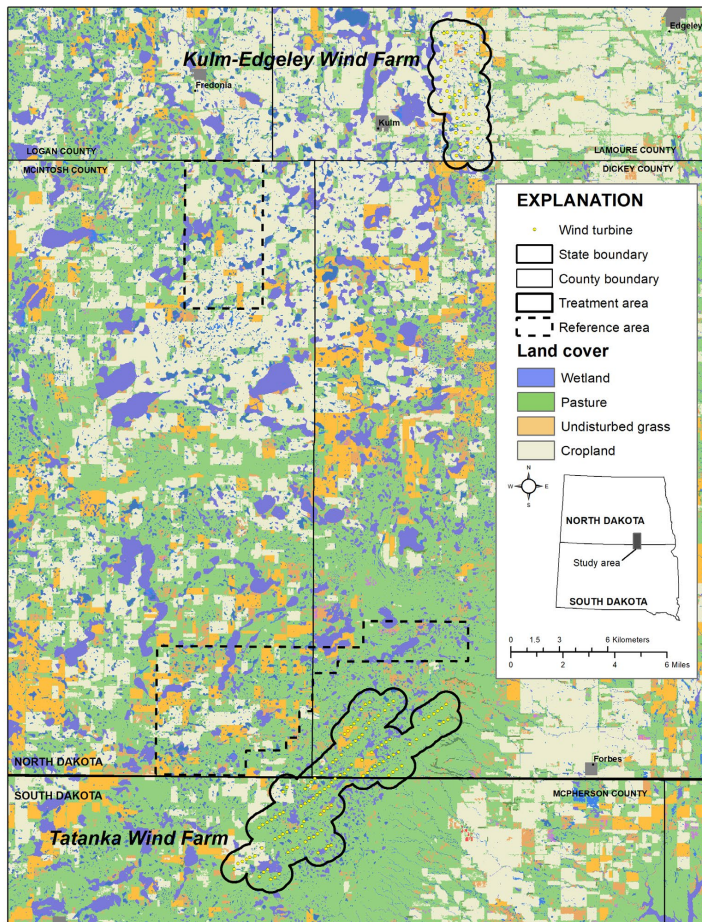 Edgeley
Kulm-Edgeley Wind Farm
Fredonia
Kulm
LOGAN COUNTY
LAMOURE COUNTY
MCINTOSH COUNTY
DICKEY COUNTY
EXPLANATION
Wind turbine
State boundary
County boundary
Treatment area
Reference area
Land cover
Wetland
Pasture
Undisturbed grass
Cropland
N
W E
S
NORTH DAKOTA
Study area
SOUTH DAKOTA
0 1.5 3 6 Kilometers
0 2 4 6 Miles
NORTH DAKOTA
Forbes
SOUTH DAKOTA
MCPHERSON COUNTY
Tatanka Wind Farm